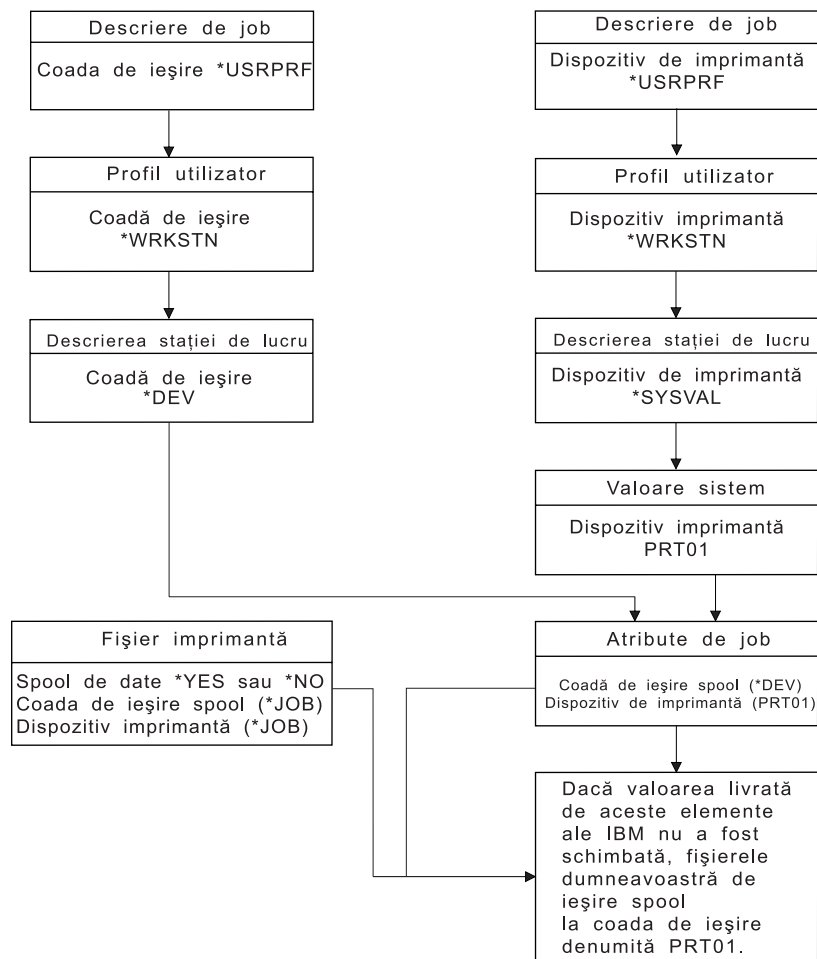 Descriere de job
Coada de ieşire *USRPRF
Profil utilizator
Coadă de ieşire
*WRKSTN
Descrierea staţiei de lucru
Coadă de ieşire
*DEV
Descriere de job
Dispozitiv de imprimantă
*USRPRF
Profil utilizator
Dispozitiv imprimantă
*WRKSTN
Descrierea staţiei de lucru
Dispozitiv de imprimantă
*SYSVAL
Valoare sistem
Dispozitiv imprimantă
PRT01
Fişier imprimantă
Spool de date *YES sau *NO
Coada de ieşire spool (*JOB)
Dispozitiv imprimantă (*JOB)
Atribute de job
Coadă de ieşire spool (*DEV)
Dispozitiv de imprimantă (PRT01)
Dacă valoarea livrată
de aceste elemente
ale IBM nu a fost
schimbată, fişierele
dumneavoastră de
ieşire spool
la coada de ieşire
denumită PRT01.